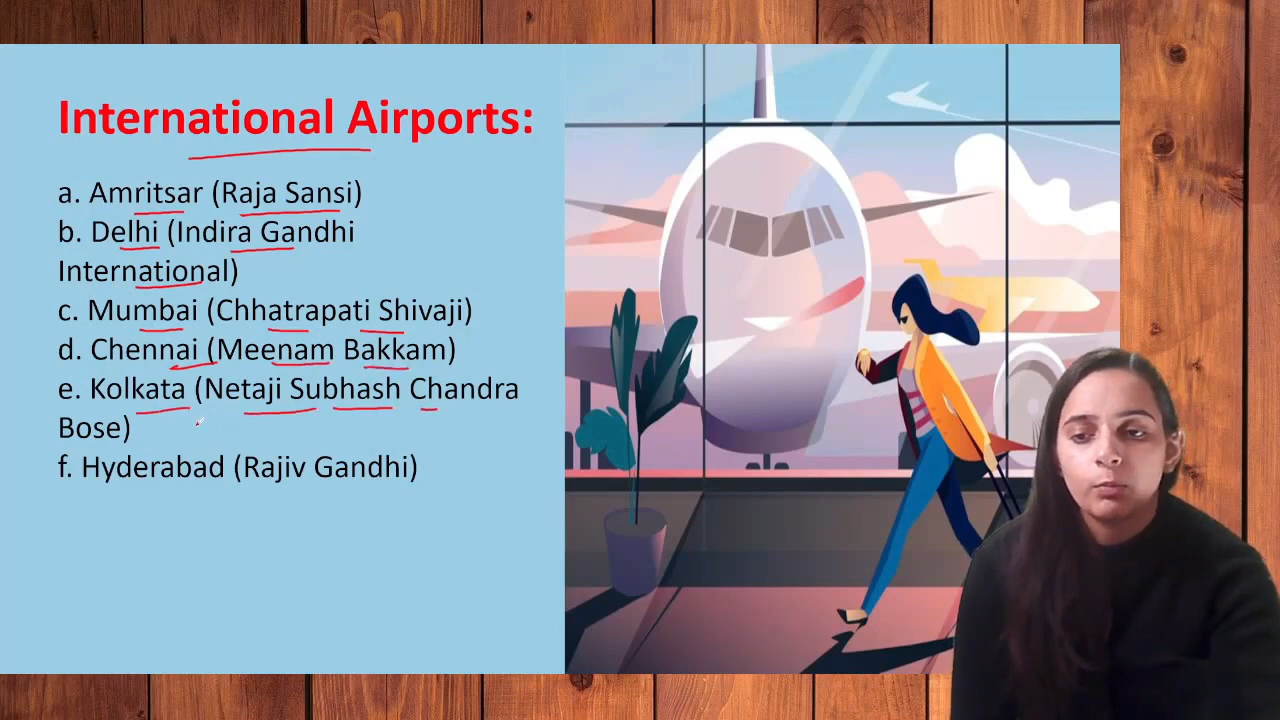 International Airports:
a. Amritsar (Raja Sansi)
b. Delhi (Indira Gandhi
International)
c. Mumbai (Chhatrapati Shivaji)
d. Chennai (Meenam Bakkam)
e. Kolkata (Netaji Subhash Chandra
Bose)
f. Hyderabad (Rajiv Gandhi)